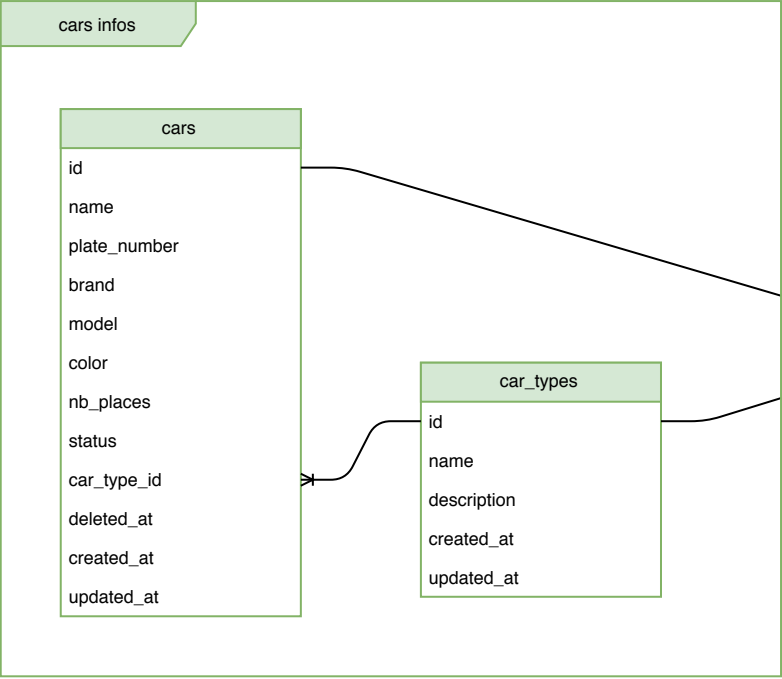 cars infos
cars
id
name
plate_number
brand
model
color
nb_places
status
car_type_id
deleted_at
created_at
updated_at
car_types
id
name
description
created_at
updated_at